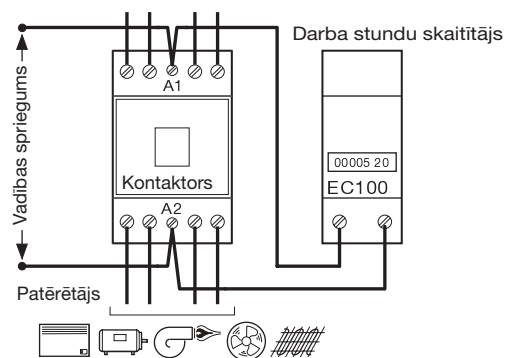 Darba stundu skaitītājs
Vadības spriegums
A1
Kontaktors
A2
00005 20
EC100
Patērētājs